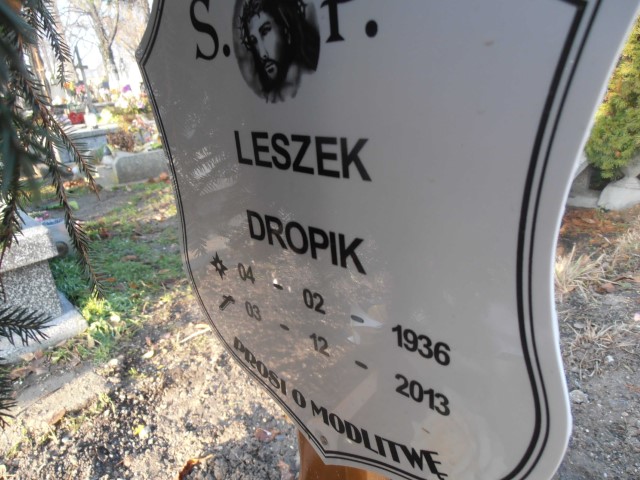 Ś. P.
LESZEK
DROPIK
04 - 02 - 1936
03 - 12 - 2013
PROSI O MODLITWĘ